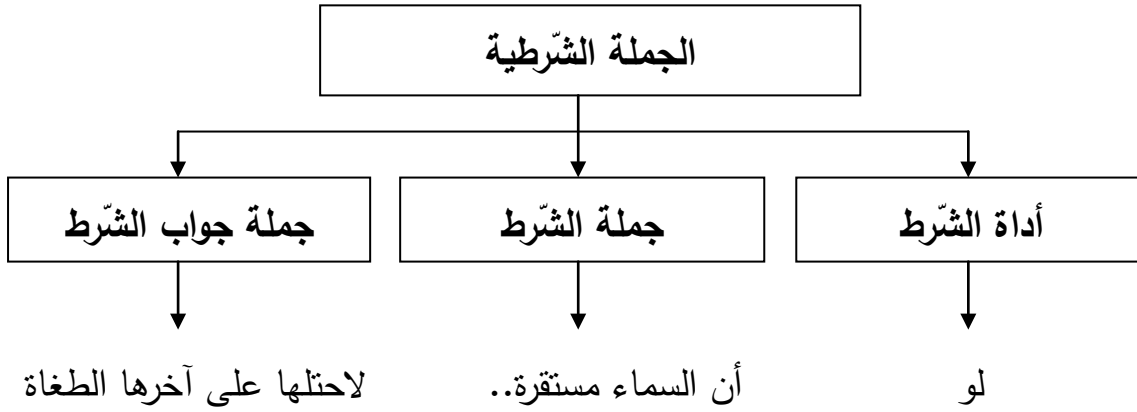 الجملة الشّرطية
أداة الشّرط
جملة الشّرط
جملة جواب الشّرط
لو
أن السماء مستقرة..
لاحتلها على آخرها الطغاة